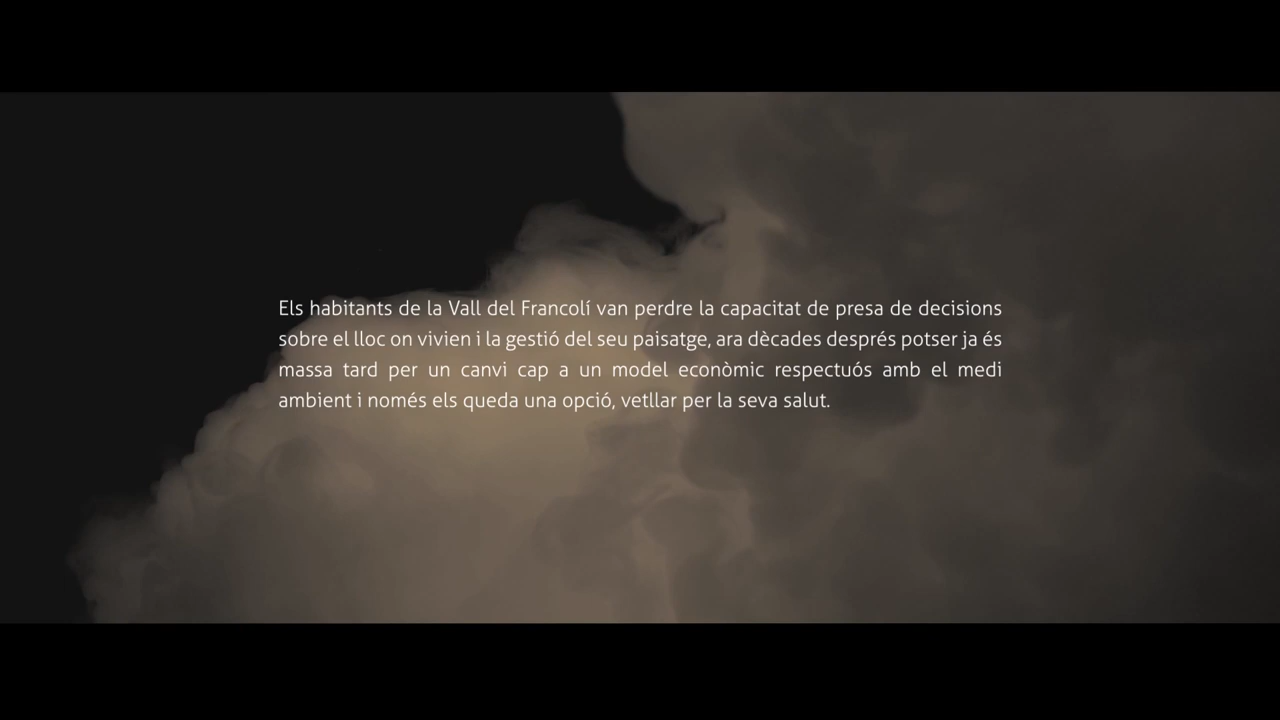 Els habitants de la Vall del Francolí van perdre la capacitat de presa de decisions
sobre el lloc on vivien i la gestió del seu paisatge, ara dècades després potser ja és
massa tard per un canvi cap a un model econòmic respectuós amb el medi
ambient i només els queda una opció, vetllar per la seva salut.